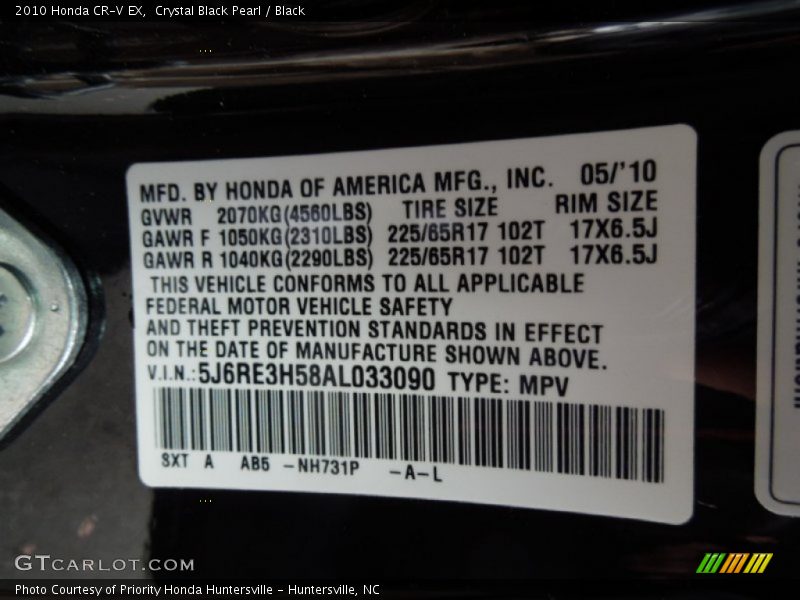 2010 Honda CR-V EX,  Crystal Black Pearl / Black
MFD. BY HONDA OF AMERICA MFG., INC.  05/'10
GVWR  2070KG(4560LBS)  TIRE SIZE  RIM SIZE
GAWR F 1050KG(2310LBS)  225/65R17 102T  17X6.5J
GAWR R 1040KG(2290LBS)  225/65R17 102T  17X6.5J
THIS VEHICLE CONFORMS TO ALL APPLICABLE
FEDERAL MOTOR VEHICLE SAFETY
AND THEFT PREVENTION STANDARDS IN EFFECT
ON THE DATE OF MANUFACTURE SHOWN ABOVE.
V.I.N.:5J6RE3H58AL033090  TYPE: MPV
SXT  A  AB5  -NH731P  -A-L
GTCARLOT.COM
Photo Courtesy of Priority Honda Huntersville - Huntersville, NC